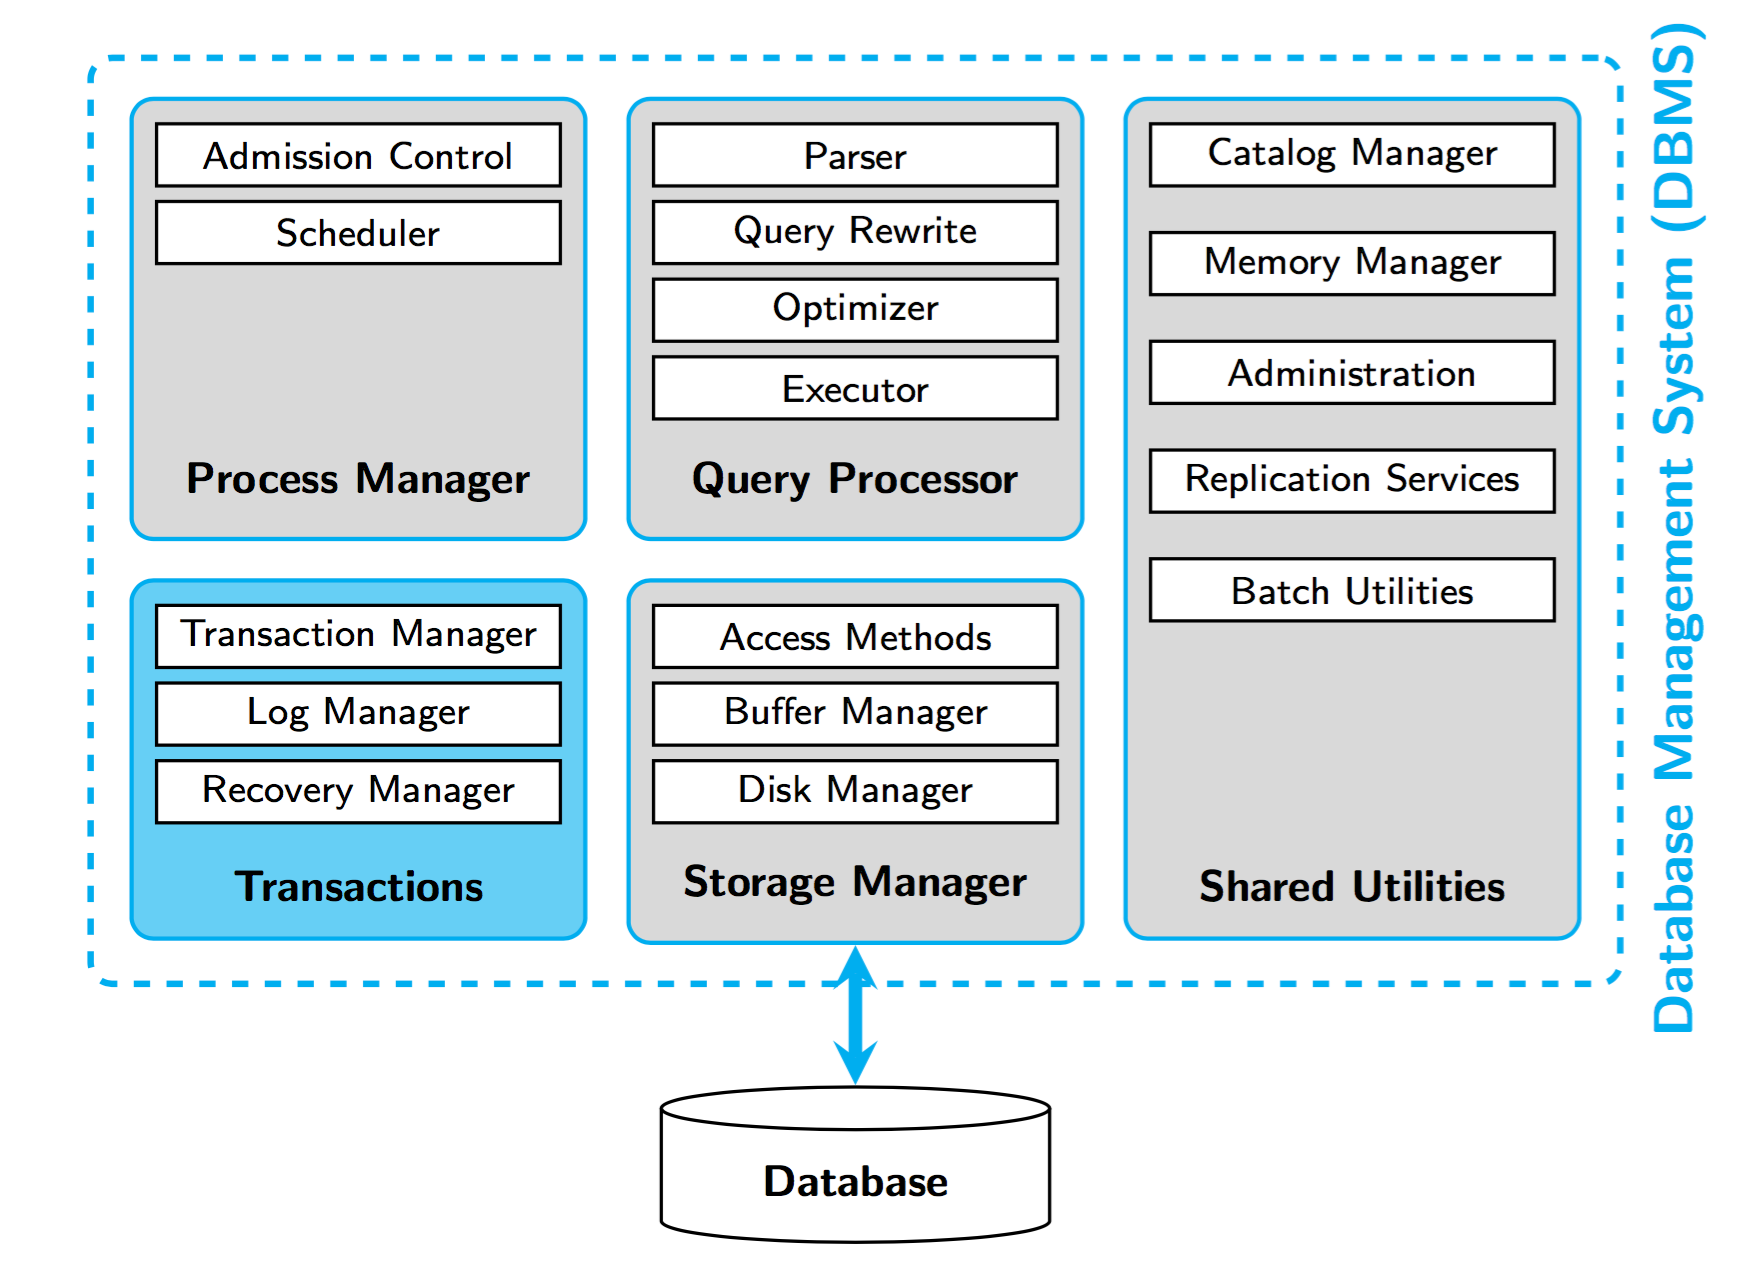 Admission Control
Scheduler
Process Manager
Parser
Query Rewrite
Optimizer
Executor
Query Processor
Catalog Manager
Memory Manager
Administration
Replication Services
Batch Utilities
Shared Utilities
Transaction Manager
Log Manager
Recovery Manager
Transactions
Access Methods
Buffer Manager
Disk Manager
Storage Manager
Database Management System (DBMS)
Database